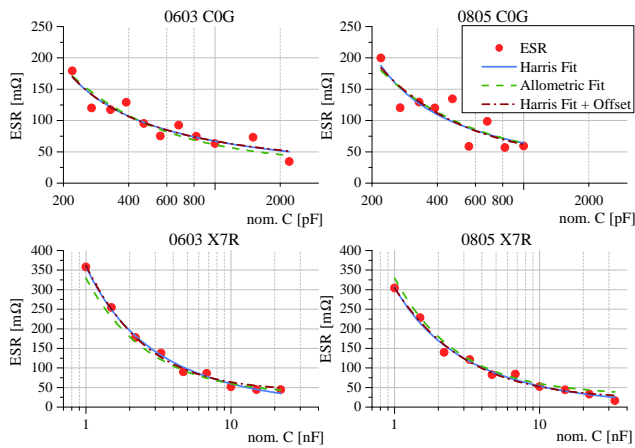 0603 C0G
0805 C0G
ESR [mΩ]
250
200
150
100
50
0
200
400
600
1000
2000
nom. C [pF]
ESR [mΩ]
250
200
150
100
50
0
200
400
600
1000
2000
nom. C [pF]
ESR
Harris Fit
Allometric Fit
Harris Fit + Offset
0603 X7R
0805 X7R
ESR [mΩ]
400
350
300
250
200
150
100
50
0
1
10
nom. C [nF]
ESR [mΩ]
400
350
300
250
200
150
100
50
0
1
10
nom. C [nF]